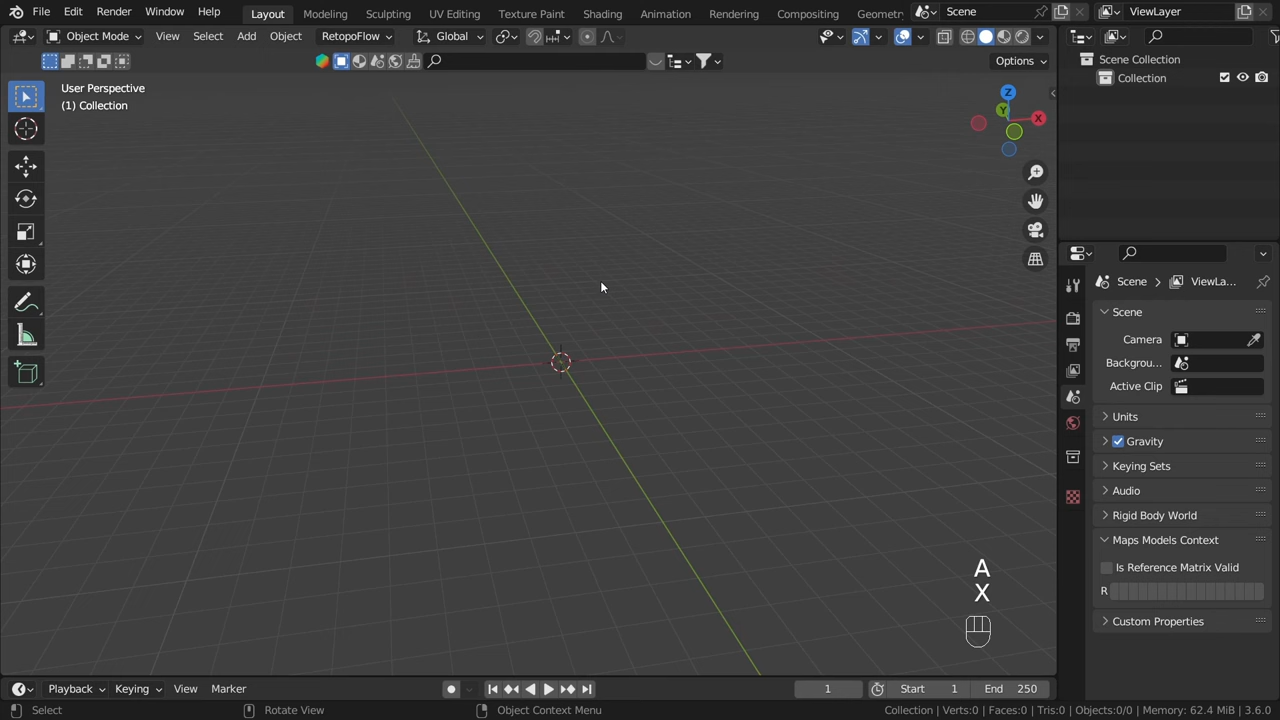 File Edit Render Window Help Layout Modeling Sculpting UV Editing Texture Paint Shading Animation Rendering Compositing Geometry Scene ViewLayer
Object Mode View Select Add Object RetopoFlow Global
Options
User Perspective
(1) Collection
Z
Y
X
Scene Collection
Collection
Scene ViewLa...
Scene
Camera
Backgrou...
Active Clip
Units
Gravity
Keying Sets
Audio
Rigid Body World
Maps Models Context
Is Reference Matrix Valid
R
Custom Properties
A
X
Playback Keying View Marker 1 Start 1 End 250
Select Rotate View Object Context Menu Collection | Verts:0 | Faces:0 | Tris:0 | Objects:0/0 | Memory: 62.4 MiB | 3.6.0